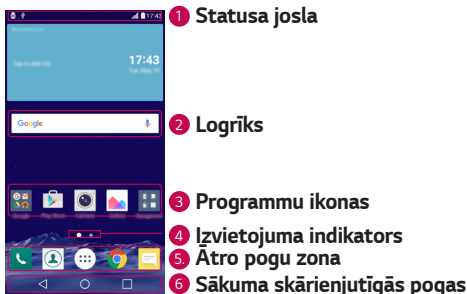 17:43
1 Statusa josla
17:43
Google
2 Logrīks
3 Programmu ikonas
4 Izvietojuma indikators
5. Ātro pogu zona
6 Sākuma skārienjutīgās pogas